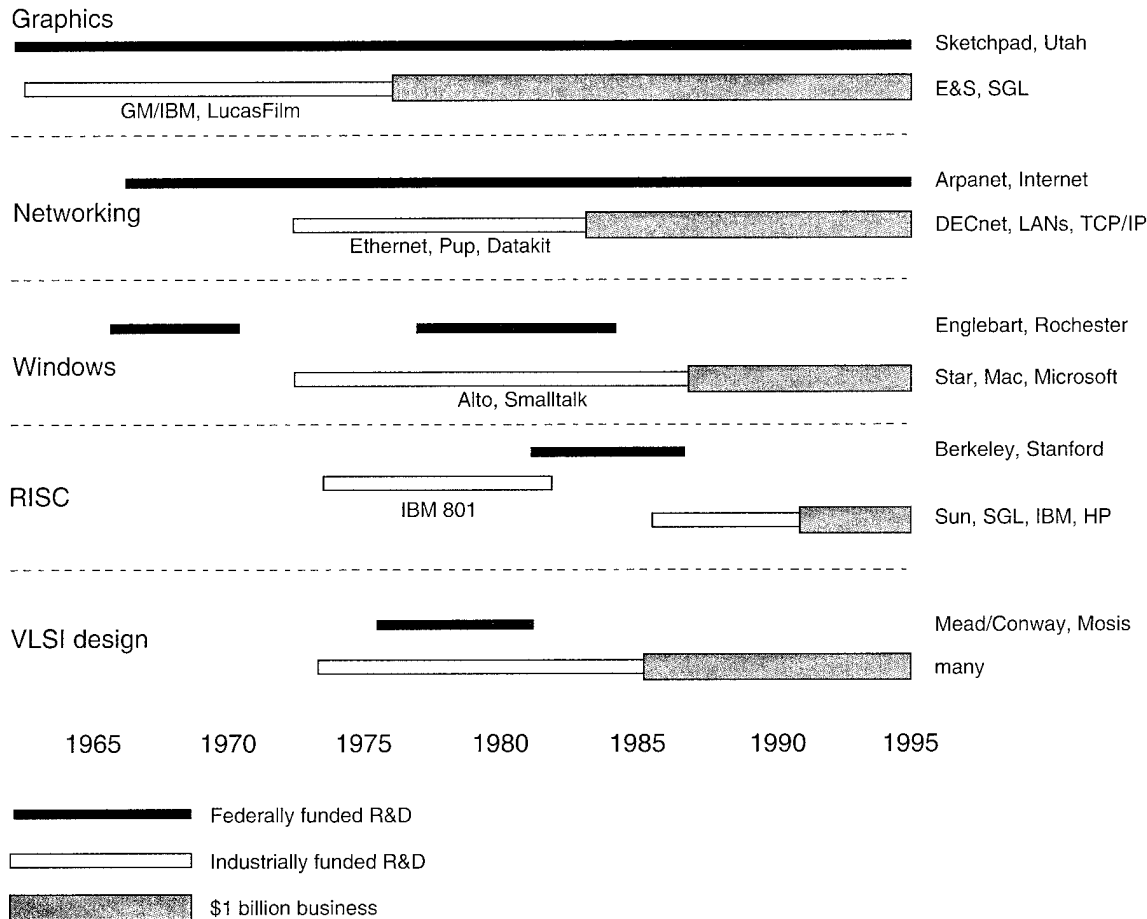 Graphics
Sketchpad, Utah
E&S, SGL
GM/IBM, LucasFilm
Arpanet, Internet
Networking
DECnet, LANs, TCP/IP
Ethernet, Pup, Datakit
Englebart, Rochester
Windows
Star, Mac, Microsoft
Alto, Smalltalk
Berkeley, Stanford
RISC
IBM 801
Sun, SGL, IBM, HP
VLSI design
Mead/Conway, Mosis
many
1965 1970 1975 1980 1985 1990 1995
Federally funded R&D
Industrially funded R&D
$1 billion business